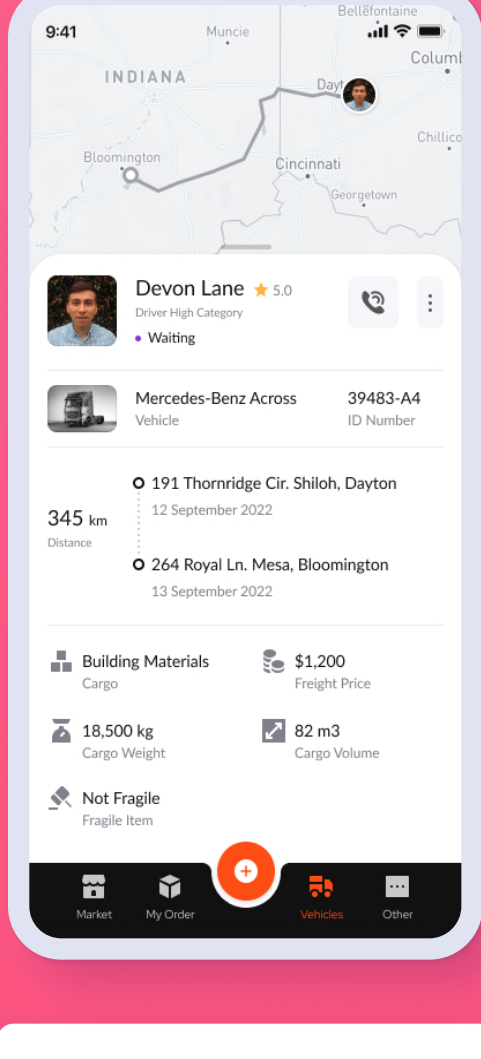 Bellefontaine
9:41
Muncie
INDIANA
Bloomington
Cincinnati
Georgetown
Devon Lane 5.0
Driver High Category
Waiting
Mercedes-Benz Across 39483-A4
Vehicle ID Number
191 Thornridge Cir. Shiloh, Dayton
12 September 2022
345 km
Distance
264 Royal Ln. Mesa, Bloomington
13 September 2022
Building Materials $1,200
Cargo Freight Price
18,500 kg 82 m3
Cargo Weight Cargo Volume
Not Fragile
Fragile Item
Market My Order Vehicles Other